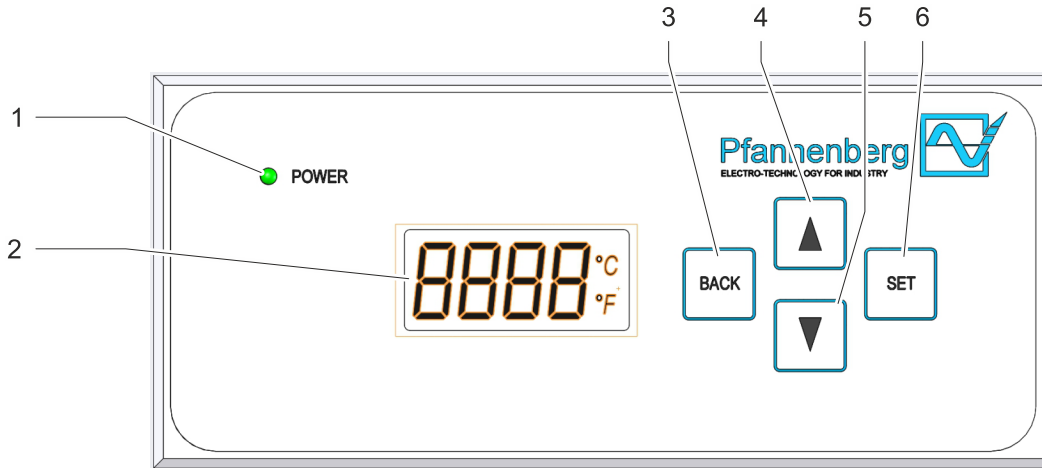 3 4 5 6
1
Pfannenberg
ELECTRO-TECHNOLOGY FOR INDUSTRY
POWER
2
8888 °C
°F
BACK
SET